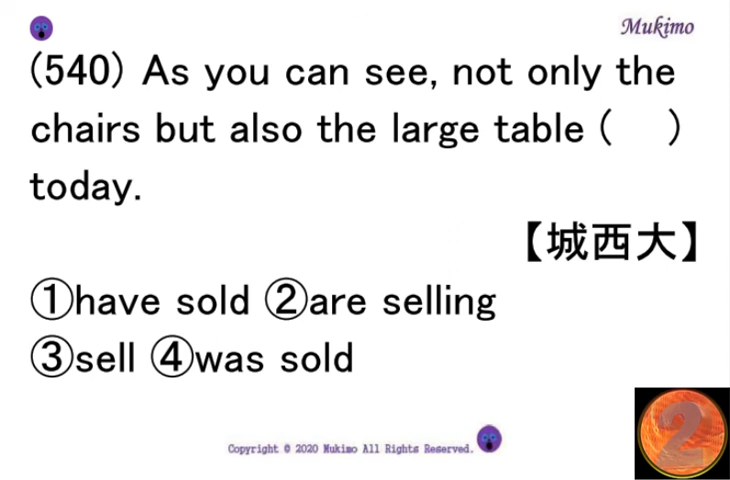 Mukimo
(540) As you can see, not only the
chairs but also the large table (　)
today.
【城西大】
①have sold ②are selling
③sell ④was sold
2
Copyright © 2020 Mukimo All Rights Reserved.